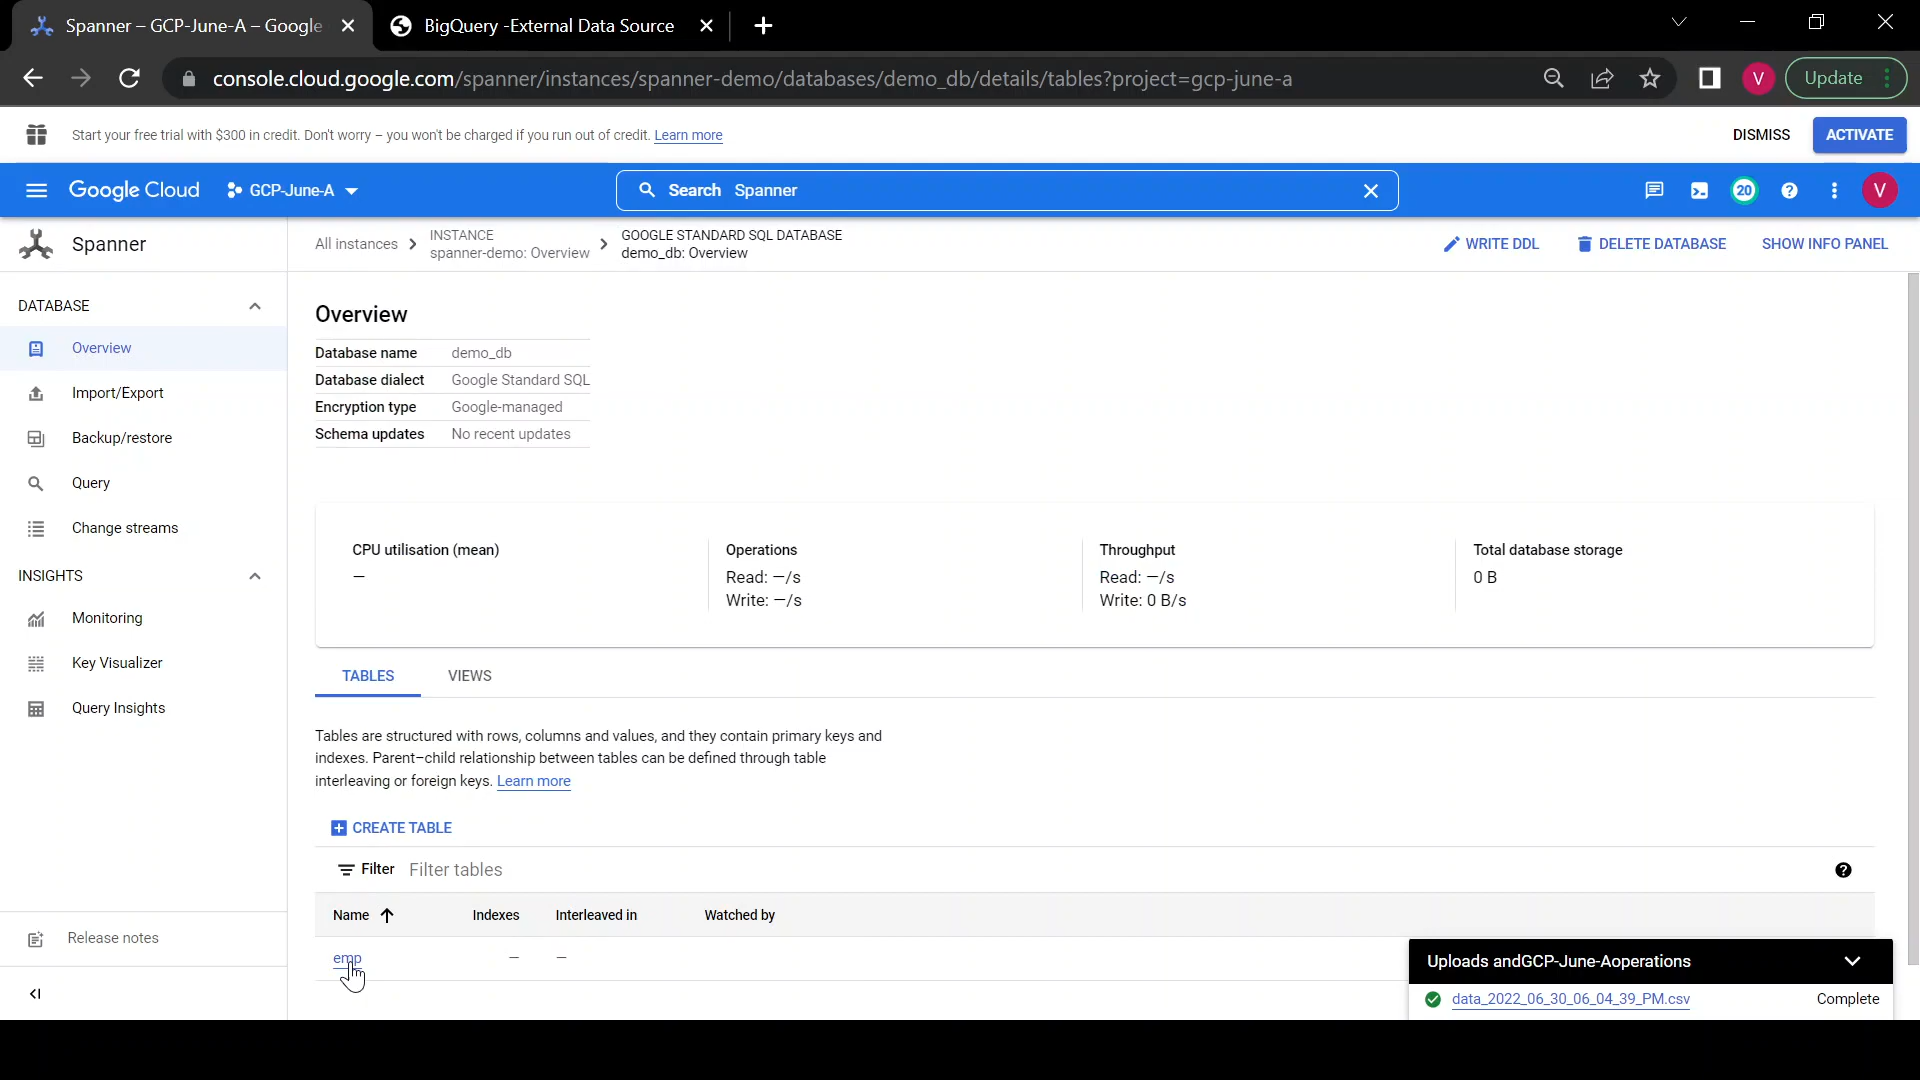 Spanner – GCP-June-A – Google
BigQuery -External Data Source
console.cloud.google.com/spanner/instances/spanner-demo/databases/demo_db/details/tables?project=gcp-june-a
V
Update
Start your free trial with $300 in credit. Don't worry – you won't be charged if you run out of credit. Learn more
DISMISS
ACTIVATE
Google Cloud
GCP-June-A
Search Spanner
20
V
Spanner
All instances
INSTANCE
spanner-demo: Overview
GOOGLE STANDARD SQL DATABASE
demo_db: Overview
WRITE DDL
DELETE DATABASE
SHOW INFO PANEL
DATABASE
Overview
Import/Export
Backup/restore
Query
Change streams
INSIGHTS
Monitoring
Key Visualizer
Query Insights
Release notes
Overview
Database name demo_db
Database dialect Google Standard SQL
Encryption type Google-managed
Schema updates No recent updates
CPU utilisation (mean)
—
Operations
Read: —/s
Write: —/s
Throughput
Read: —/s
Write: 0 B/s
Total database storage
0 B
TABLES
VIEWS
Tables are structured with rows, columns and values, and they contain primary keys and
indexes. Parent–child relationship between tables can be defined through table
interleaving or foreign keys. Learn more
CREATE TABLE
Filter Filter tables
Name Indexes Interleaved in Watched by
emp — —
Uploads andGCP-June-Aoperations
data_2022_06_30_06_04_39_PM.csv Complete